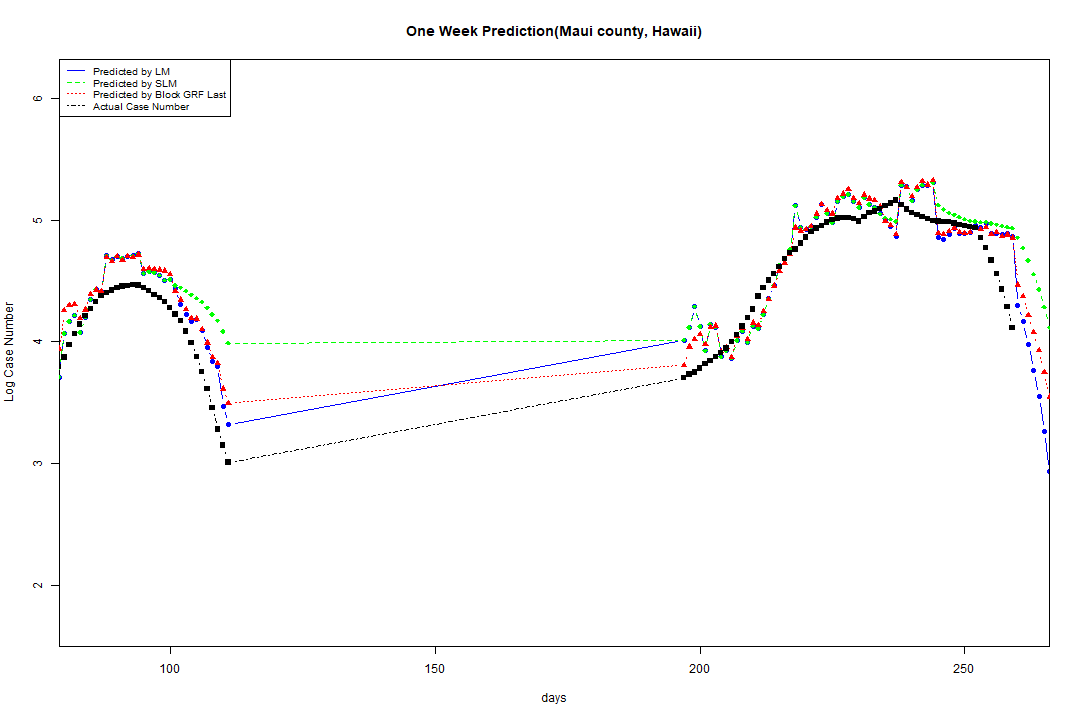 One Week Prediction(Maui county, Hawaii)
Predicted by LM
Predicted by SLM
Predicted by Block GRF Last
Actual Case Number
Log Case Number
6
5
4
3
2
100 150 200 250
days